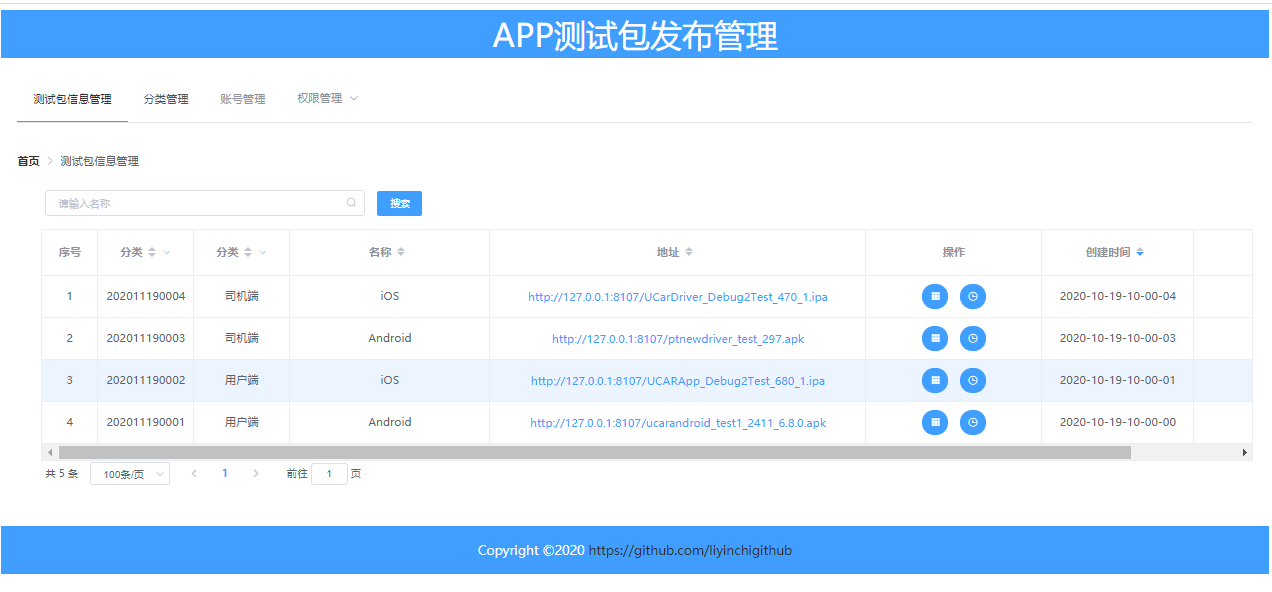 APP测试包发布管理
测试包信息管理 分类管理 账号管理 权限管理
首页 测试包信息管理
请输入名称 搜索
序号 分类 分类 名称 地址 操作 创建时间
1 202011190004 司机端 iOS http://127.0.0.1:8107/UCarDriver_Debug2Test_470_1.ipa 2020-10-19-10-00-04
2 202011190003 司机端 Android http://127.0.0.1:8107/ptnewdriver_test_297.apk 2020-10-19-10-00-03
3 202011190002 用户端 iOS http://127.0.0.1:8107/UCARApp_Debug2Test_680_1.ipa 2020-10-19-10-00-01
4 202011190001 用户端 Android http://127.0.0.1:8107/ucarandroid_test1_2411_6.8.0.apk 2020-10-19-10-00-00
共 5 条 100条/页 1 前往 1 页
Copyright ©2020 https://github.com/liyinchigithub